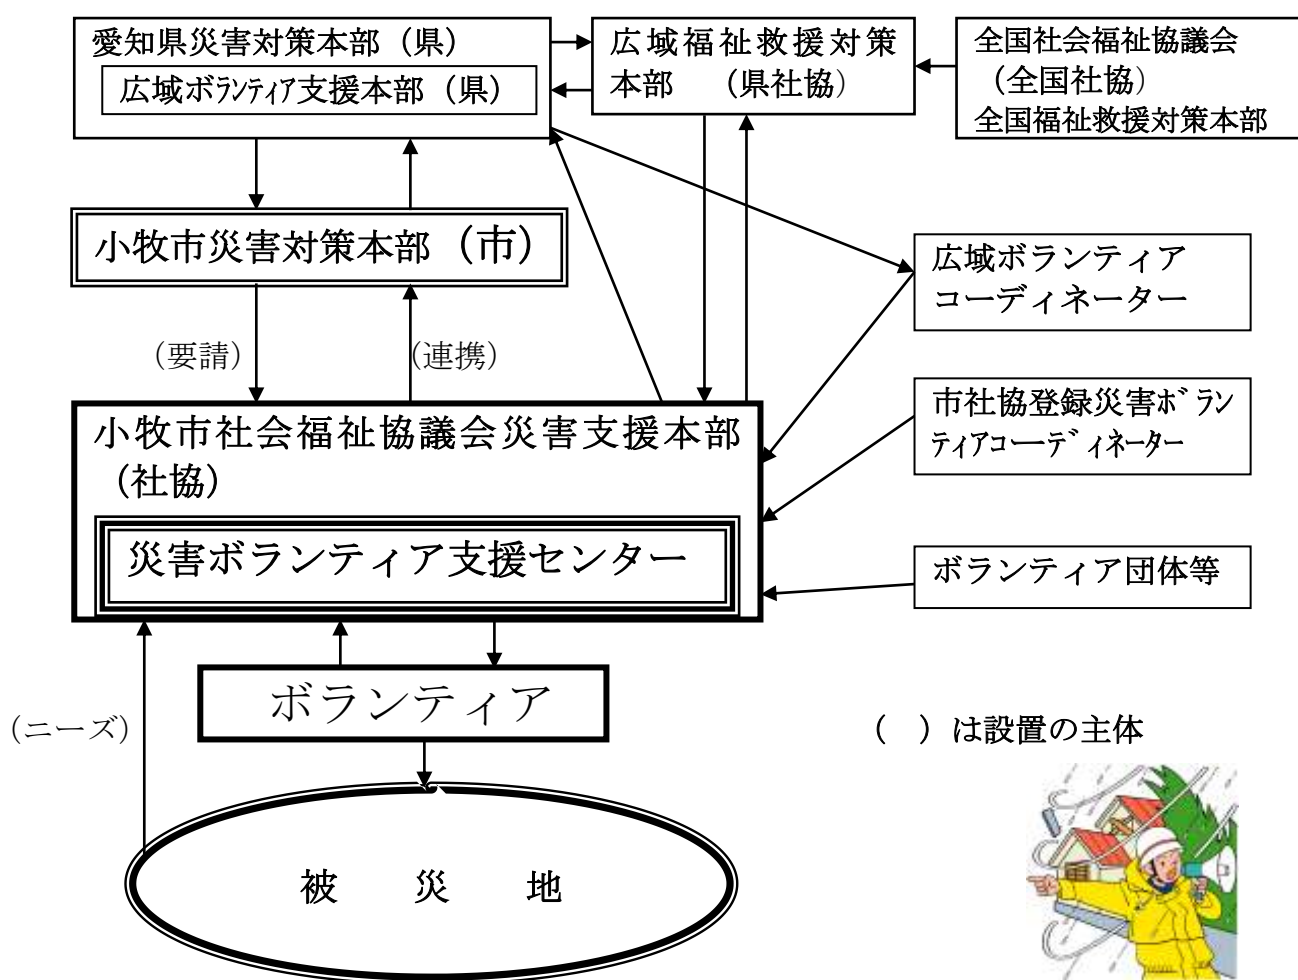 愛知県災害対策本部（県）
広域ボランティア支援本部（県）
広域福祉救援対策
本部　（県社協）
全国社会福祉協議会
（全国社協）
全国福祉救援対策本部
小牧市災害対策本部（市）
広域ボランティア
コーディネーター
（要請）
（連携）
市社協登録災害ボラン
ティアコーディネーター
小牧市社会福祉協議会災害支援本部
（社協）
災害ボランティア支援センター
ボランティア団体等
ボランティア
（ニーズ）
（　）は設置の主体
被　災　地